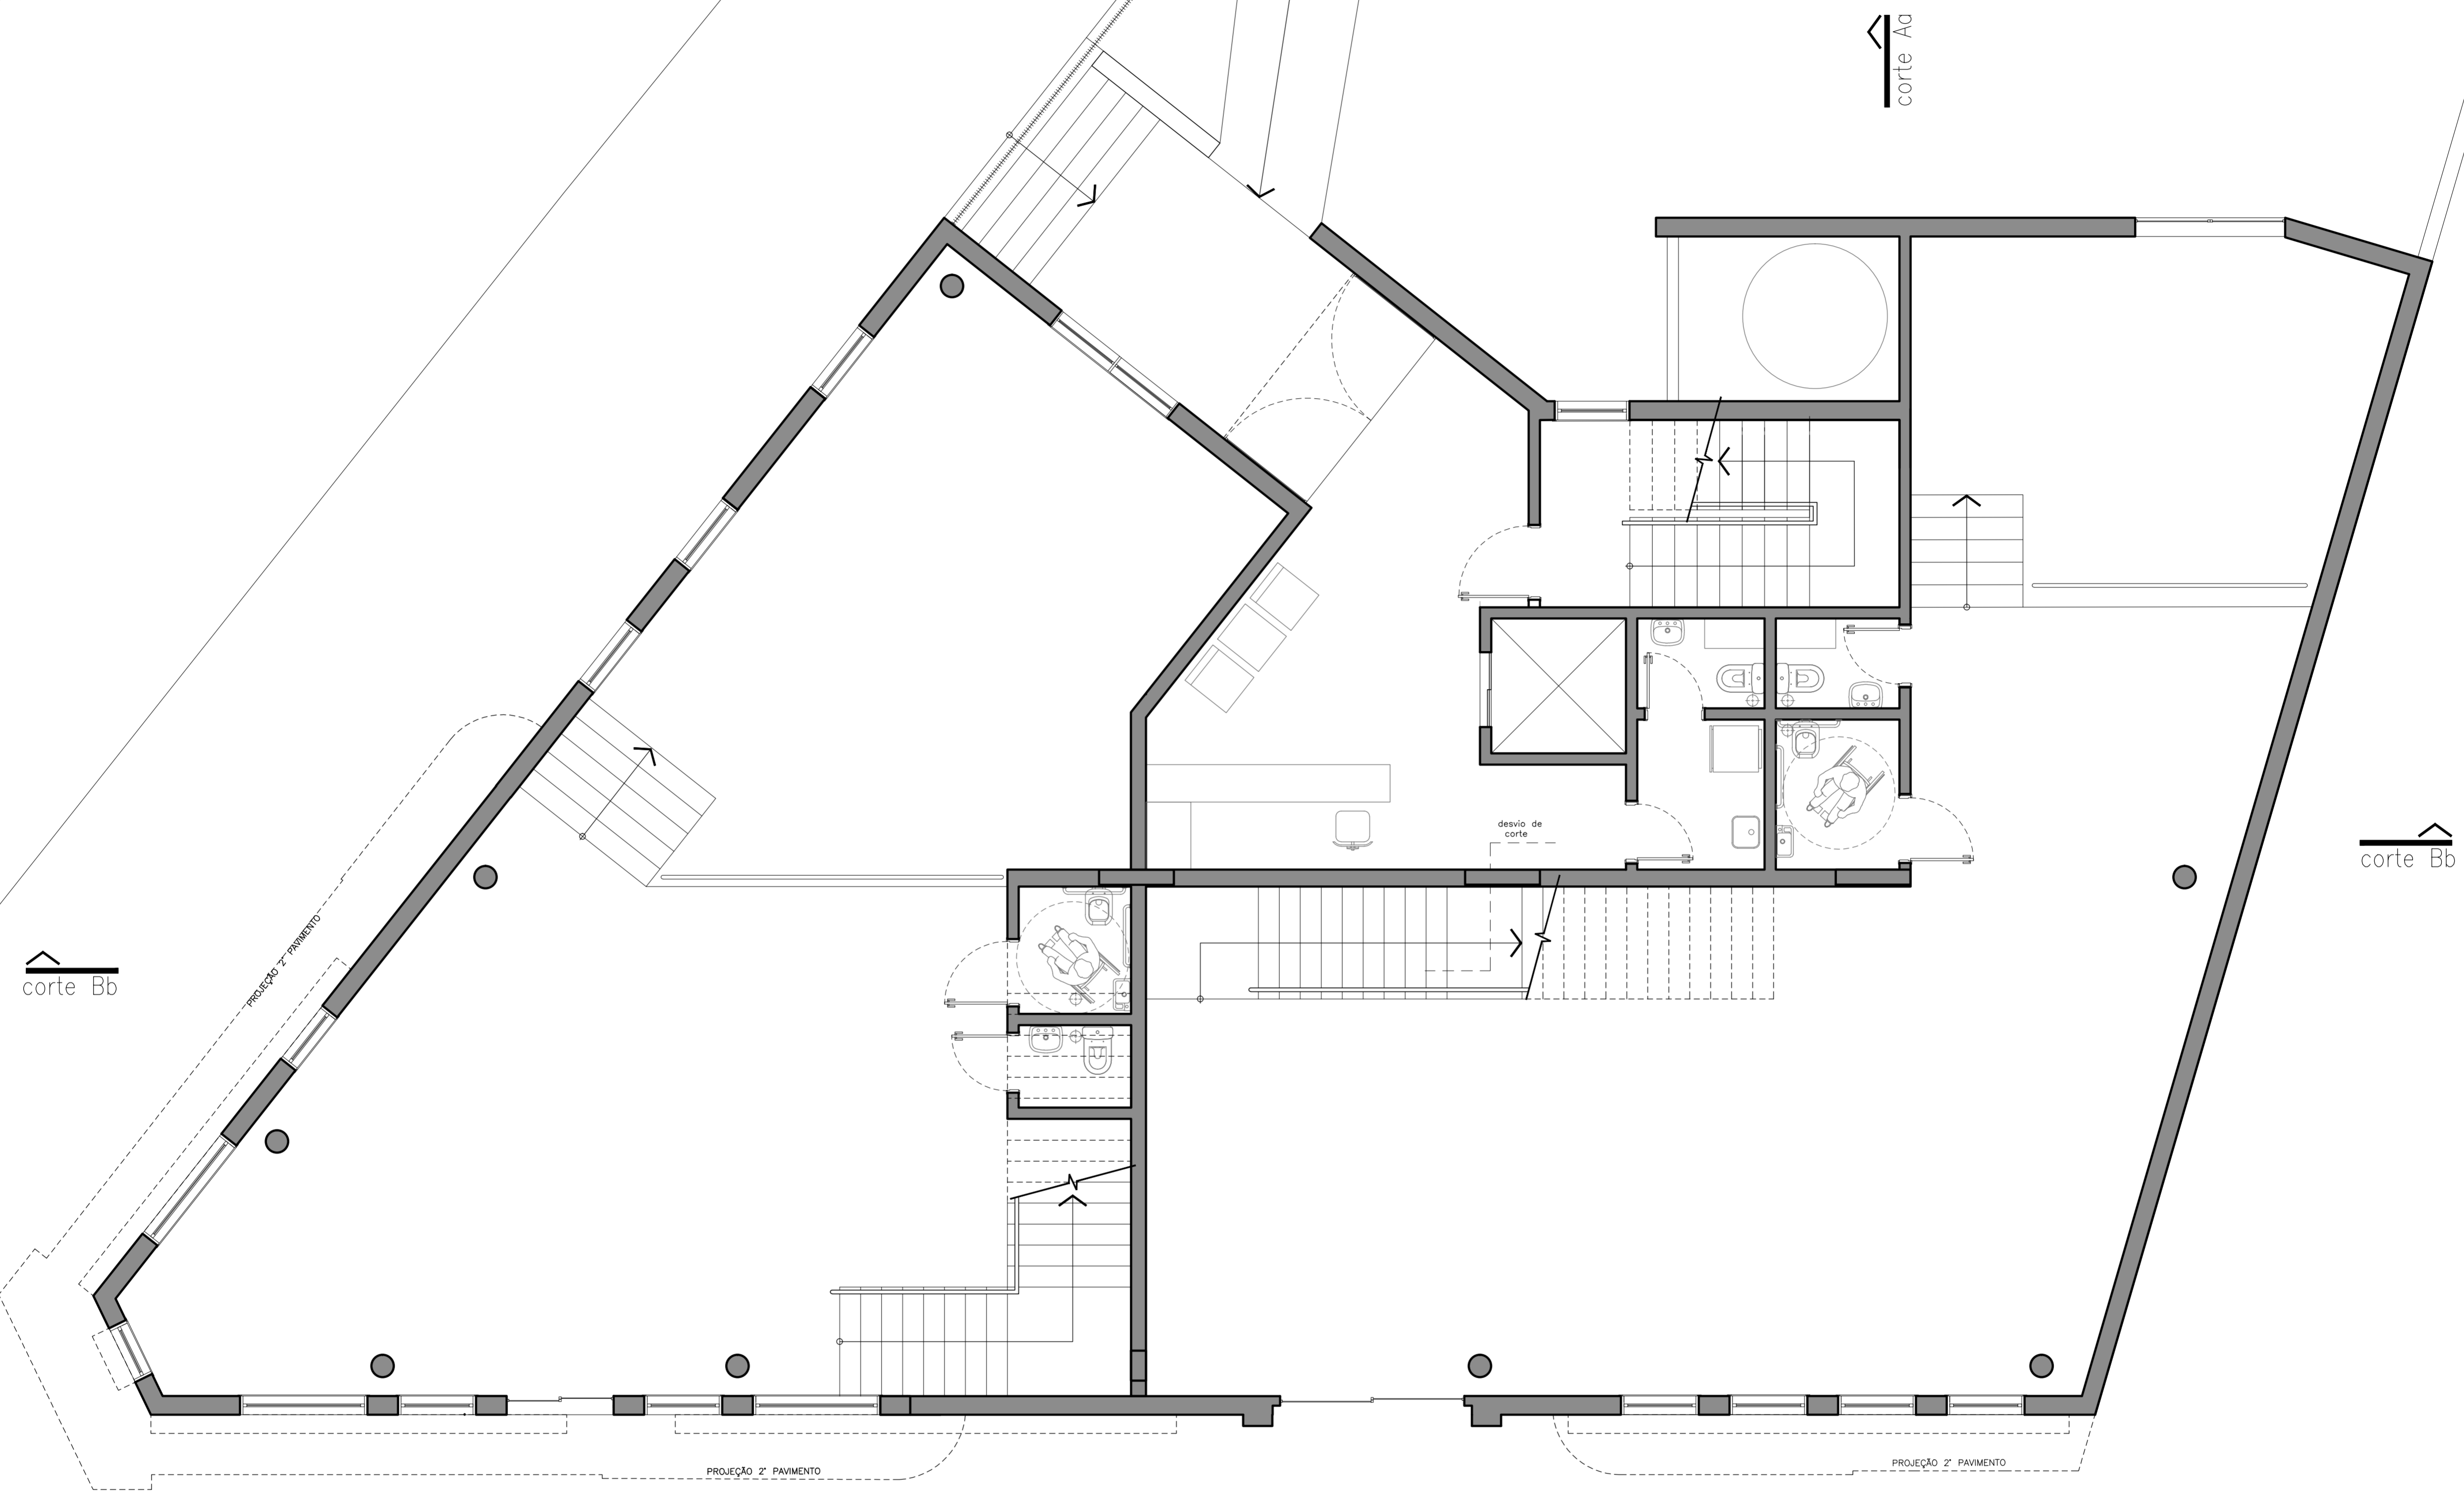 corte Aa
desvio de
corte
corte Bb
PROJEÇÃO 2° PAVIMENTO
corte Bb
PROJEÇÃO 2° PAVIMENTO
PROJEÇÃO 2° PAVIMENTO